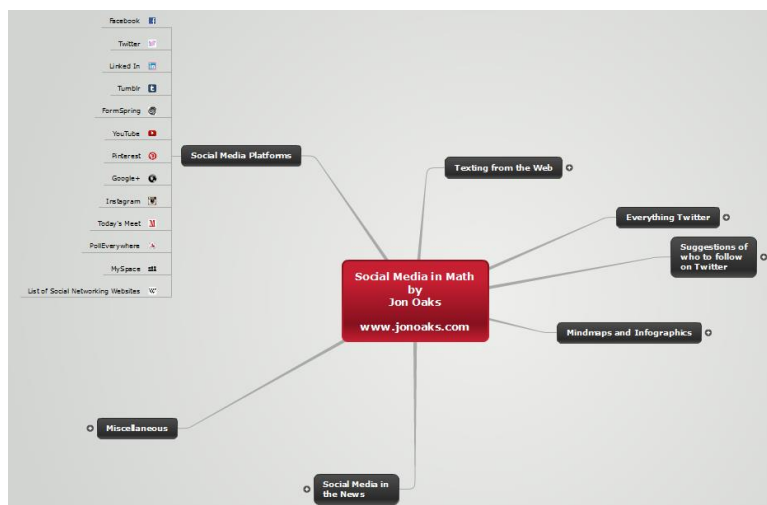 Facebook
Twitter
Linked In
Tumblr
FormSpring
YouTube
Pinterest
Google+
Instagram
Today's Meet
PollEverywhere
MySpace
List of Social Networking Websites
Social Media Platforms
Texting from the Web
Everything Twitter
Suggestions of
who to follow
on Twitter
Social Media in Math
by
Jon Oaks
www.jonoaks.com
Mindmaps and Infographics
Miscellaneous
Social Media in
the News